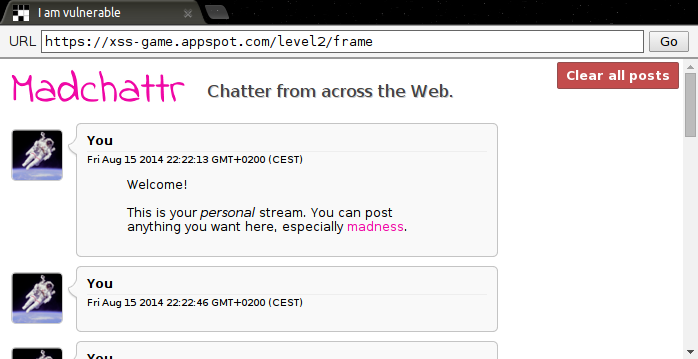 I am vulnerable
URL https://xss-game.appspot.com/level2/frame Go
Madchattr Chatter from across the Web. Clear all posts
You
Fri Aug 15 2014 22:22:13 GMT+0200 (CEST)
Welcome!
This is your personal stream. You can post
anything you want here, especially madness.
You
Fri Aug 15 2014 22:22:46 GMT+0200 (CEST)
You